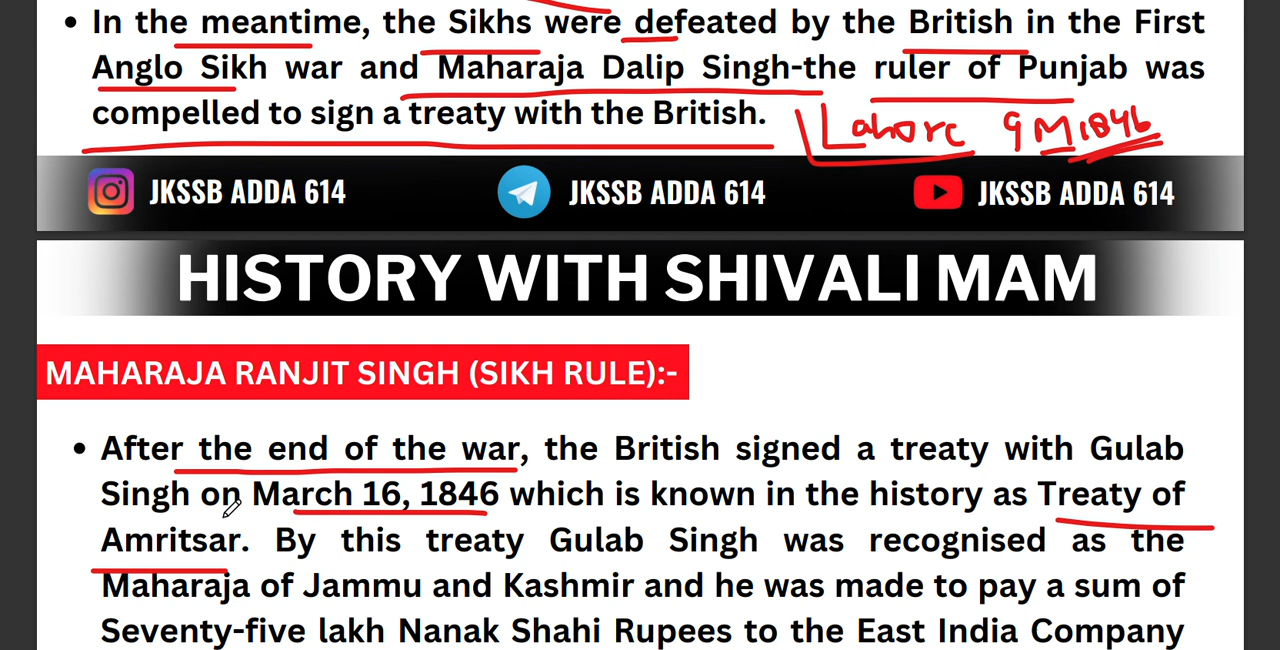 • In the meantime, the Sikhs were defeated by the British in the First
Anglo Sikh war and Maharaja Dalip Singh-the ruler of Punjab was
compelled to sign a treaty with the British.
Lahore 9 M 1846
JKSSB ADDA 614 JKSSB ADDA 614 JKSSB ADDA 614
HISTORY WITH SHIVALI MAM
MAHARAJA RANJIT SINGH (SIKH RULE):-
• After the end of the war, the British signed a treaty with Gulab
Singh on March 16, 1846 which is known in the history as Treaty of
Amritsar. By this treaty Gulab Singh was recognised as the
Maharaja of Jammu and Kashmir and he was made to pay a sum of
Seventy-five lakh Nanak Shahi Rupees to the East India Company